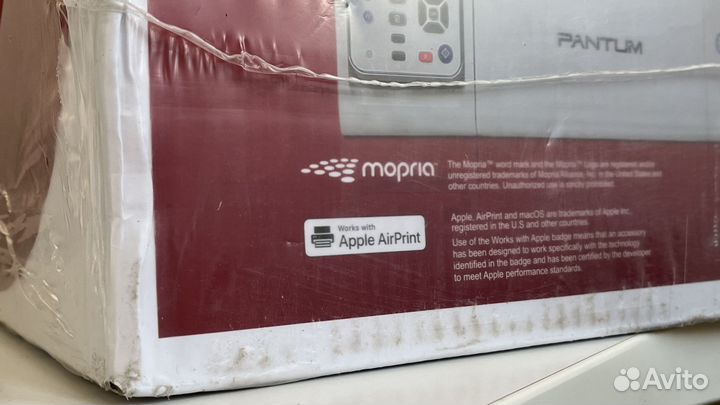 PANTUM
mopria
The Mopria™ word mark and the Mopria™ Logo are registered and/or
unregistered trademarks of Mopria Alliance, Inc. in the United States and
other countries. Unauthorized use is strictly prohibited.
Works with
Apple AirPrint
Apple, AirPrint and macOS are trademarks of Apple Inc.
registered in the U.S and other countries.
Use of the Works with Apple badge means that an accessory
has been designed to work specifically with the technology
identified in the badge and has been certified by the developer
to meet Apple performance standards.
Avito